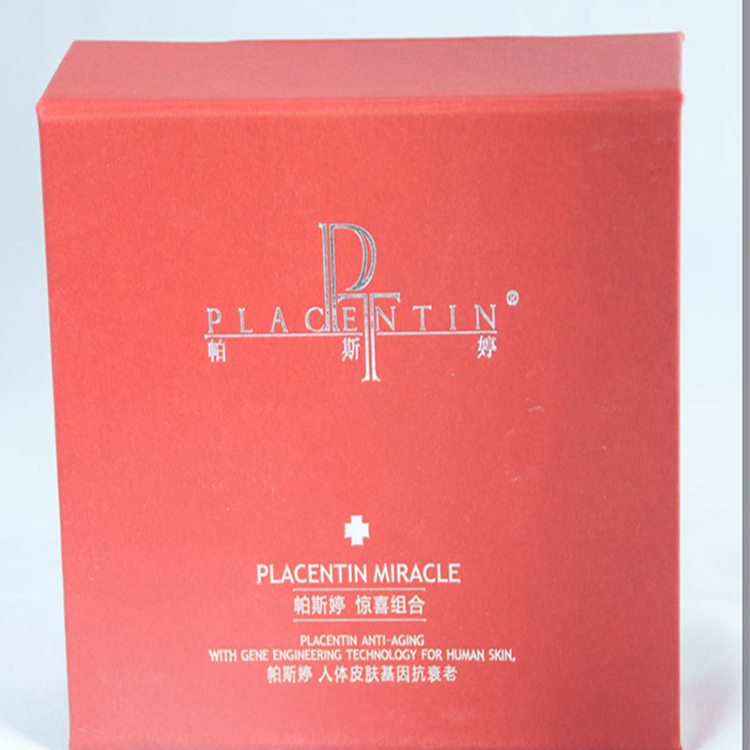 PT
PLACENTIN®
帕斯婷
PLACENTIN MIRACLE
帕斯婷 惊喜组合
PLACENTIN ANTI-AGING
WITH GENE ENGINEERING TECHNOLOGY FOR HUMAN SKIN,
帕斯婷 人体皮肤基因抗衰老